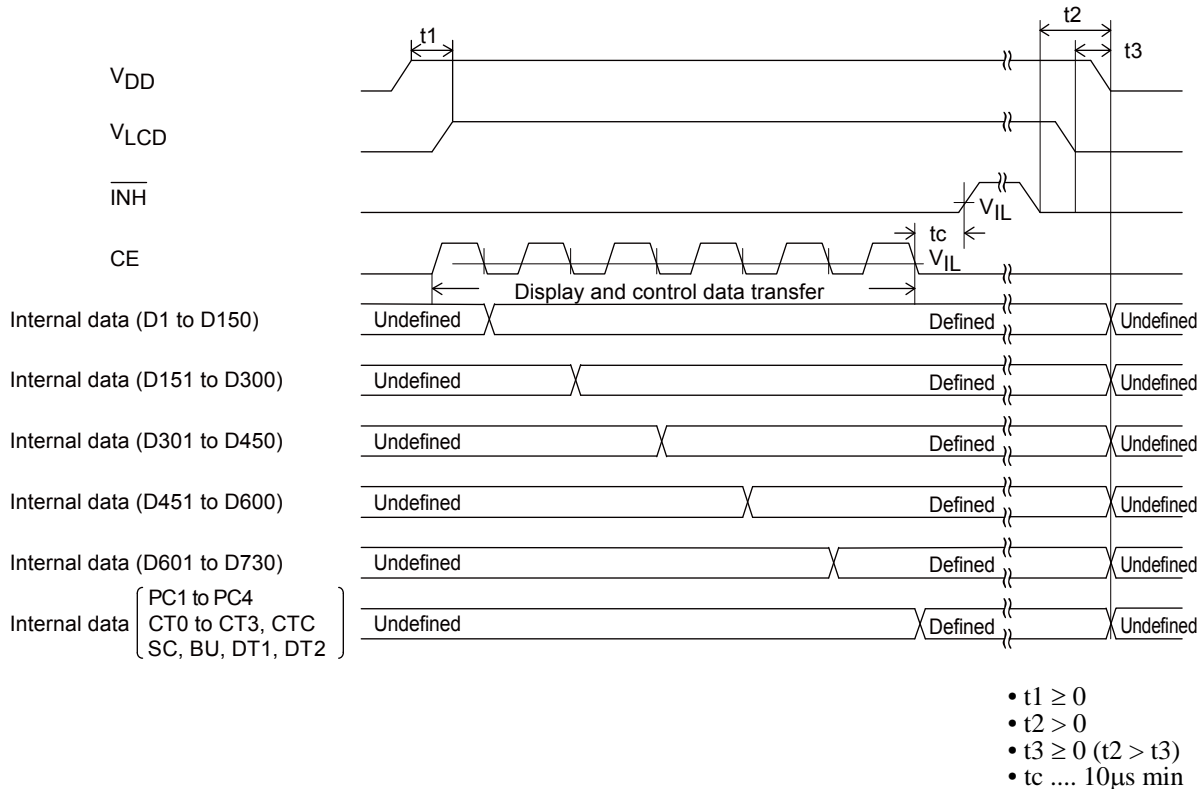 t2
t1
t3
VDD
VLCD
INH
VIL
tc
CE
VIL
Display and control data transfer
Internal data (D1 to D150) Undefined Defined Undefined
Internal data (D151 to D300) Undefined Defined Undefined
Internal data (D301 to D450) Undefined Defined Undefined
Internal data (D451 to D600) Undefined Defined Undefined
Internal data (D601 to D730) Undefined Defined Undefined
PC1 to PC4
Internal data CT0 to CT3, CTC Undefined Defined Undefined
SC, BU, DT1, DT2
• t1 ≥ 0
• t2 > 0
• t3 ≥ 0 (t2 > t3)
• tc .... 10μs min